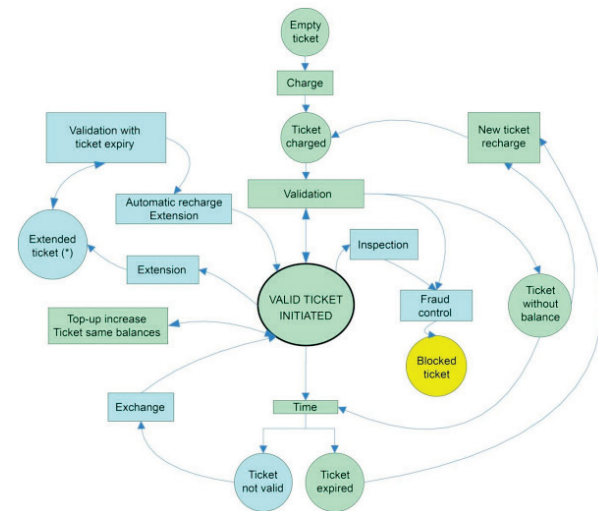 Empty
ticket
Charge
Ticket
charged
Validation with
ticket expiry
New ticket
recharge
Validation
Automatic recharge
Extension
Extended
ticket (*)
Inspection
Extension
VALID TICKET
INITIATED
Fraud
control
Ticket
without
balance
Top-up increase
Ticket same balances
Blocked
ticket
Exchange
Time
Ticket
not valid
Ticket
expired